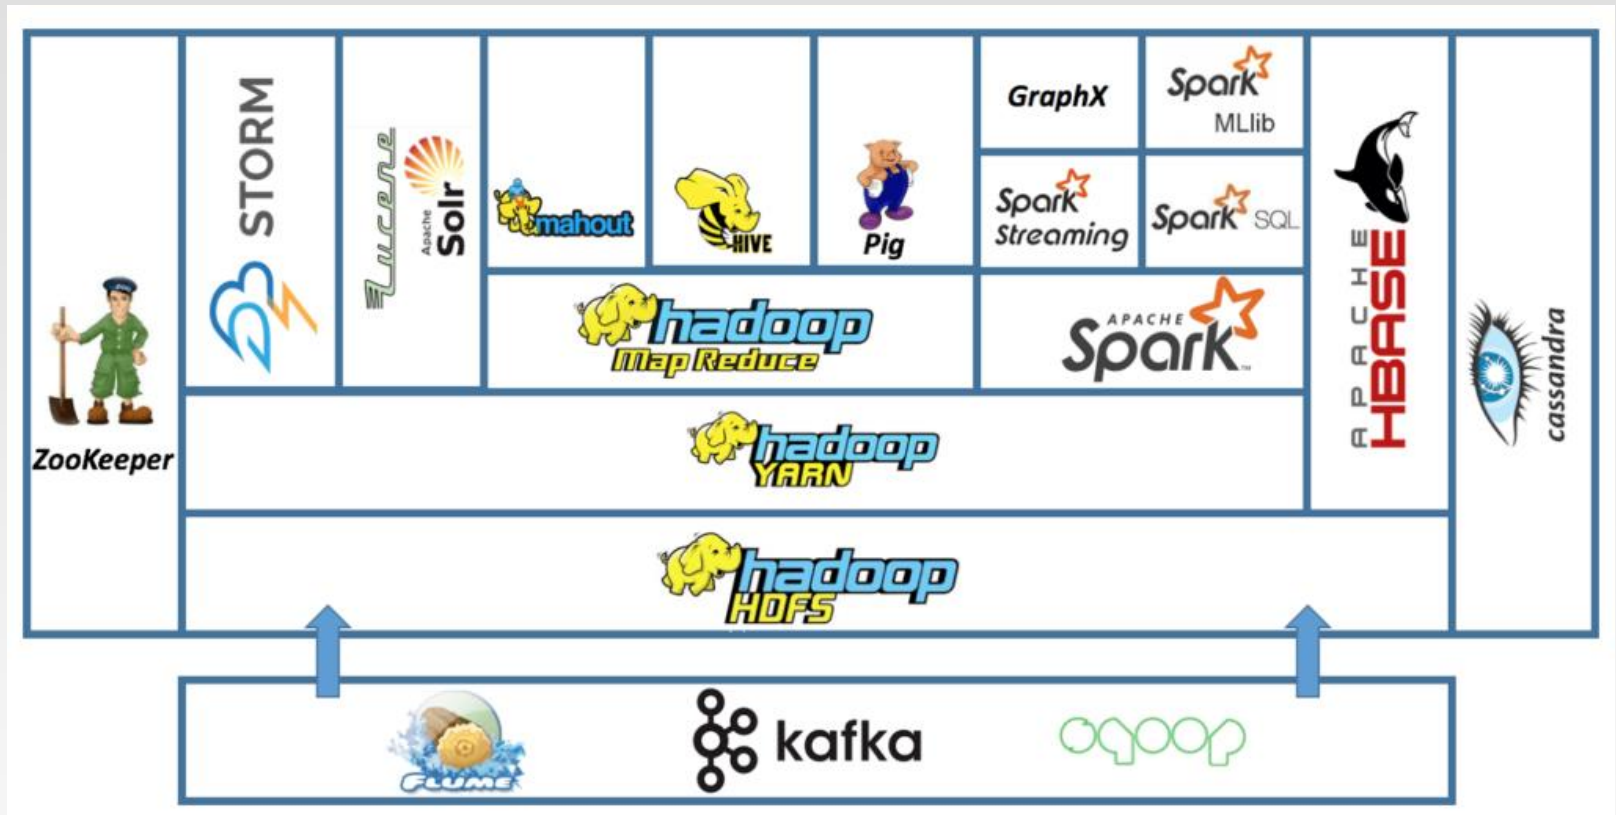 ZooKeeper
STORM
Lucene
Apache
Solr
mahout
HIVE
Pig
GraphX
Spark
MLlib
Spark
Streaming
Spark SQL
hadoop
Map Reduce
APACHE
Spark™
APACHE
HBASE
cassandra
hadoop
YARN
hadoop
HDFS
FLUME
kafka
sqoop